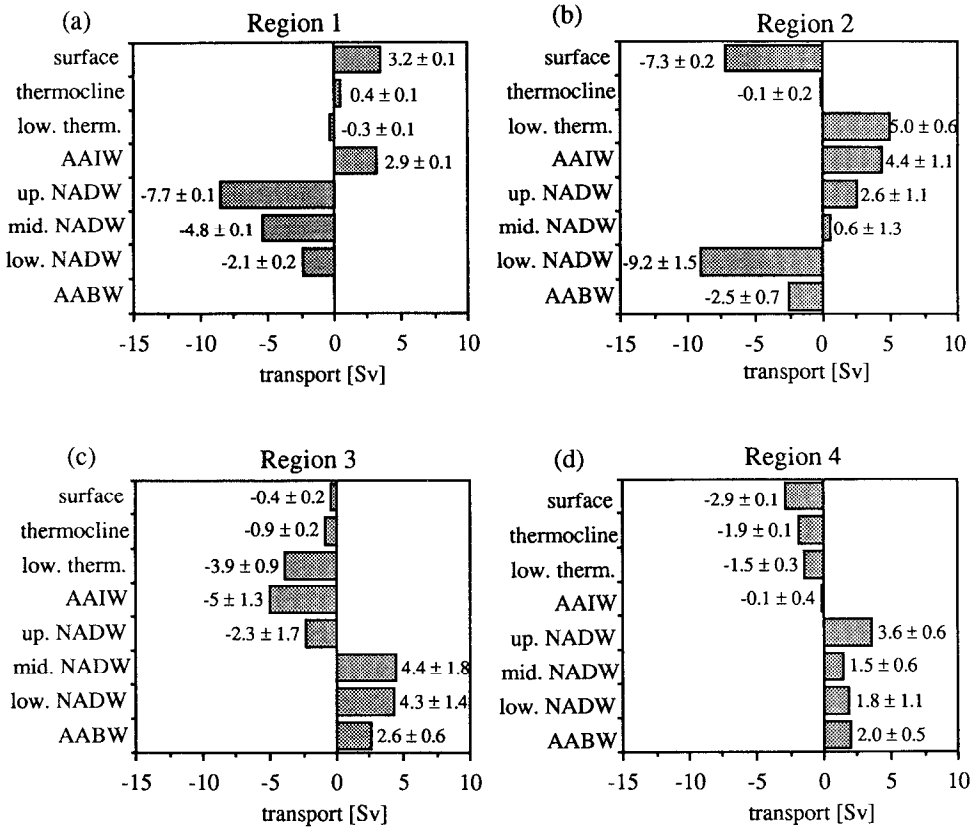 (a)
Region 1
surface 3.2 ± 0.1
thermocline 0.4 ± 0.1
low. therm. -0.3 ± 0.1
AAIW 2.9 ± 0.1
up. NADW -7.7 ± 0.1
mid. NADW -4.8 ± 0.1
low. NADW -2.1 ± 0.2
AABW
-15 -10 -5 0 5 10
transport [Sv]
(b)
Region 2
surface -7.3 ± 0.2
thermocline -0.1 ± 0.2
low. therm. 5.0 ± 0.6
AAIW 4.4 ± 1.1
up. NADW 2.6 ± 1.1
mid. NADW 0.6 ± 1.3
low. NADW -9.2 ± 1.5
AABW -2.5 ± 0.7
-15 -10 -5 0 5 10
transport [Sv]
(c)
Region 3
surface -0.4 ± 0.2
thermocline -0.9 ± 0.2
low. therm. -3.9 ± 0.9
AAIW -5 ± 1.3
up. NADW -2.3 ± 1.7
mid. NADW 4.4 ± 1.8
low. NADW 4.3 ± 1.4
AABW 2.6 ± 0.6
-15 -10 -5 0 5 10
transport [Sv]
(d)
Region 4
surface -2.9 ± 0.1
thermocline -1.9 ± 0.1
low. therm. -1.5 ± 0.3
AAIW -0.1 ± 0.4
up. NADW 3.6 ± 0.6
mid. NADW 1.5 ± 0.6
low. NADW 1.8 ± 1.1
AABW 2.0 ± 0.5
-15 -10 -5 0 5 10
transport [Sv]